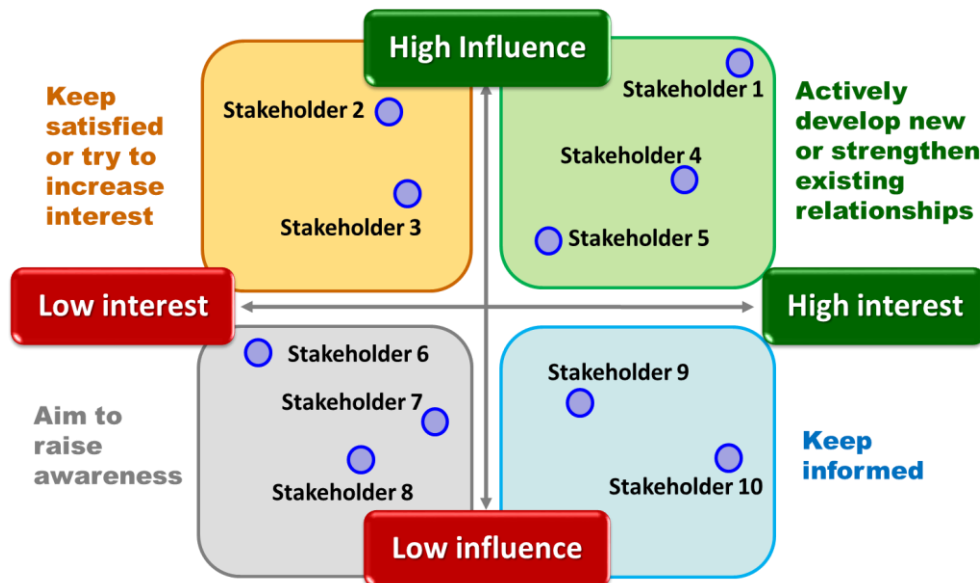 High Influence
Keep
satisfied
or try to
increase
interest
Stakeholder 2
Stakeholder 3
Stakeholder 1
Stakeholder 4
Stakeholder 5
Actively
develop new
or strengthen
existing
relationships
Low interest
High interest
Aim to
raise
awareness
Stakeholder 6
Stakeholder 7
Stakeholder 8
Stakeholder 9
Stakeholder 10
Keep
informed
Low influence